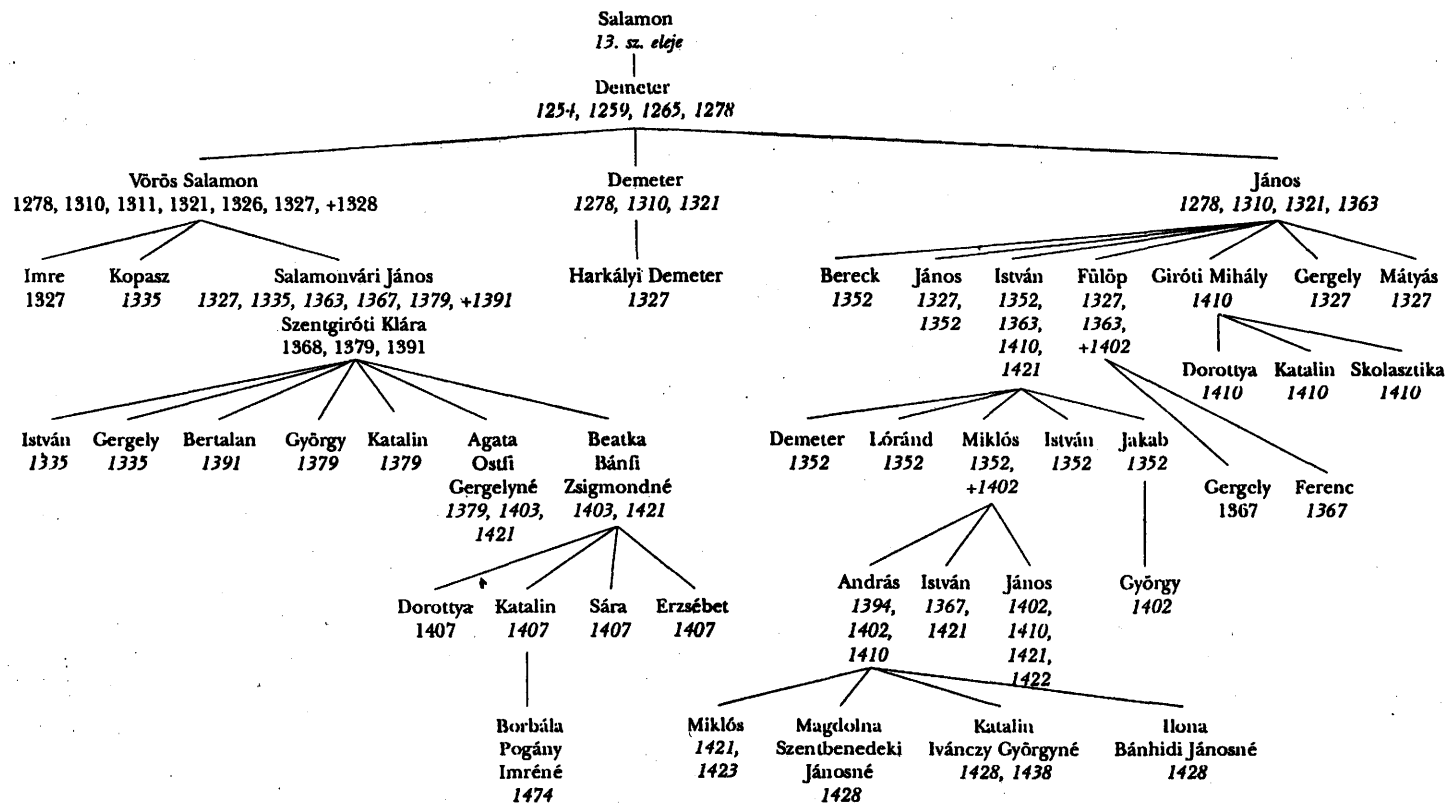 Salamon
13. sz. eleje
Demeter
1254, 1259, 1265, 1278
Vörös Salamon
1278, 1310, 1311, 1321, 1326, 1327, +1328
Demeter
1278, 1310, 1321
János
1278, 1310, 1321, 1363
Imre
1327
Kopasz
1335
Salamonvári János
1327, 1335, 1363, 1367, 1379, +1391
Szentgiróti Klára
1368, 1379, 1391
Harkályi Demeter
1327
Bereck
1352
János
1327,
1352
István
1352,
1363,
1410,
1421
Fülöp
1327,
1363,
+1402
Giróti Mihály
1410
Gergely
1327
Mátyás
1327
Dorottya
1410
Katalin
1410
Skolasztika
1410
István
1335
Gergely
1335
Bertalan
1391
György
1379
Katalin
1379
Agata
Ostfi
Gergelyné
1379, 1403,
1421
Beatka
Bánfi
Zsigmondné
1403, 1421
Demeter
1352
Lóránd
1352
Miklós
1352,
+1402
István
1352
Jakab
1352
Gergely
1367
Ferenc
1367
Dorottya
1407
Katalin
1407
Sára
1407
Erzsébet
1407
András
1394,
1402,
1410
István
1367,
1421
János
1402,
1410,
1421,
1422
György
1402
Borbála
Pogány
Imréné
1474
Miklós
1421,
1423
Magdolna
Szentbenedeki
Jánosné
1428
Katalin
Ivánczy Györgyné
1428, 1438
Ilona
Bánhidi Jánosné
1428